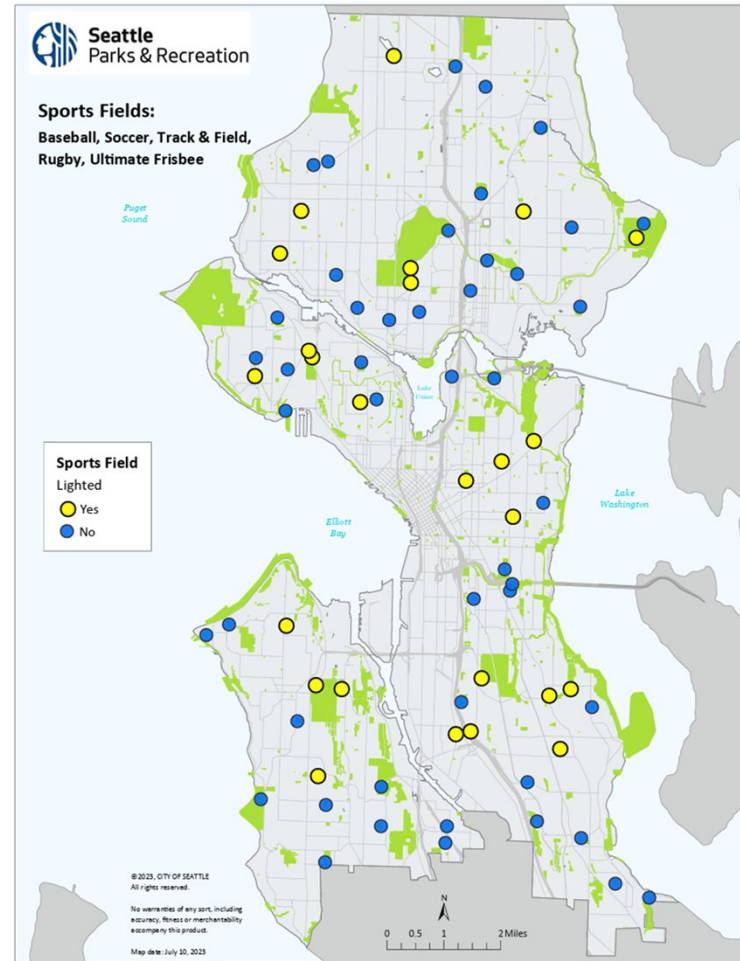 Seattle
Parks & Recreation
Sports Fields:
Baseball, Soccer, Track & Field,
Rugby, Ultimate Frisbee
Puget
Sound
Lake
Union
Sports Field
Lighted
Yes
No
Lake
Washington
Elliott
Bay
©2023, CITY OF SEATTLE
All rights reserved.
No warranties of any sort, including
accuracy, fitness or merchantability
accompany this product.
Map date: July 10, 2023
N
0 0.5 1 2 Miles